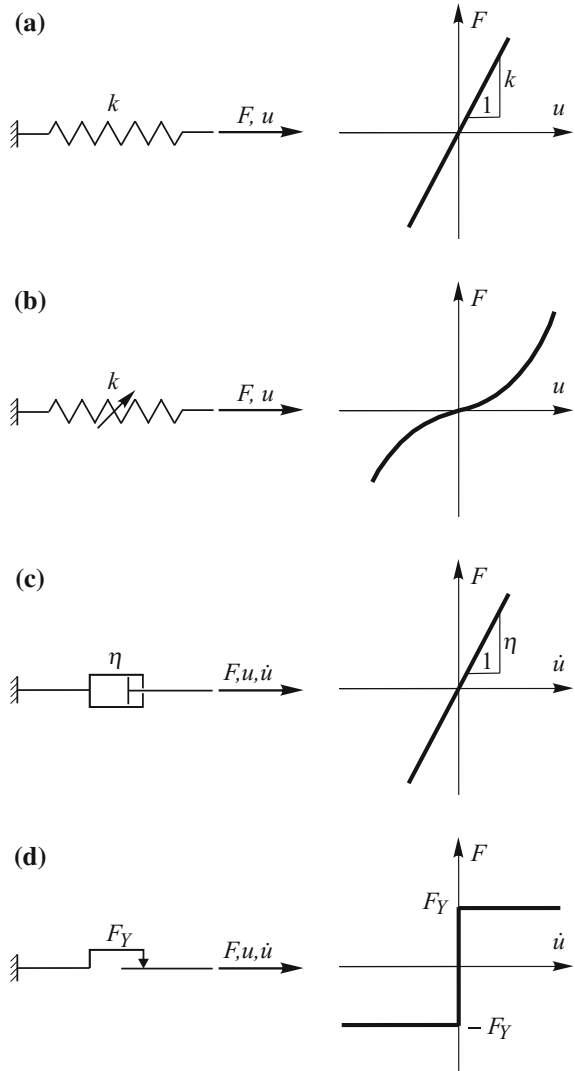 (a)
F
k
k
1
F, u
u
(b)
F
k
F, u
u
(c)
F
η
η
1
F,u,u̇
u̇
(d)
F
F_Y
F_Y
F,u,u̇
u̇
– F_Y